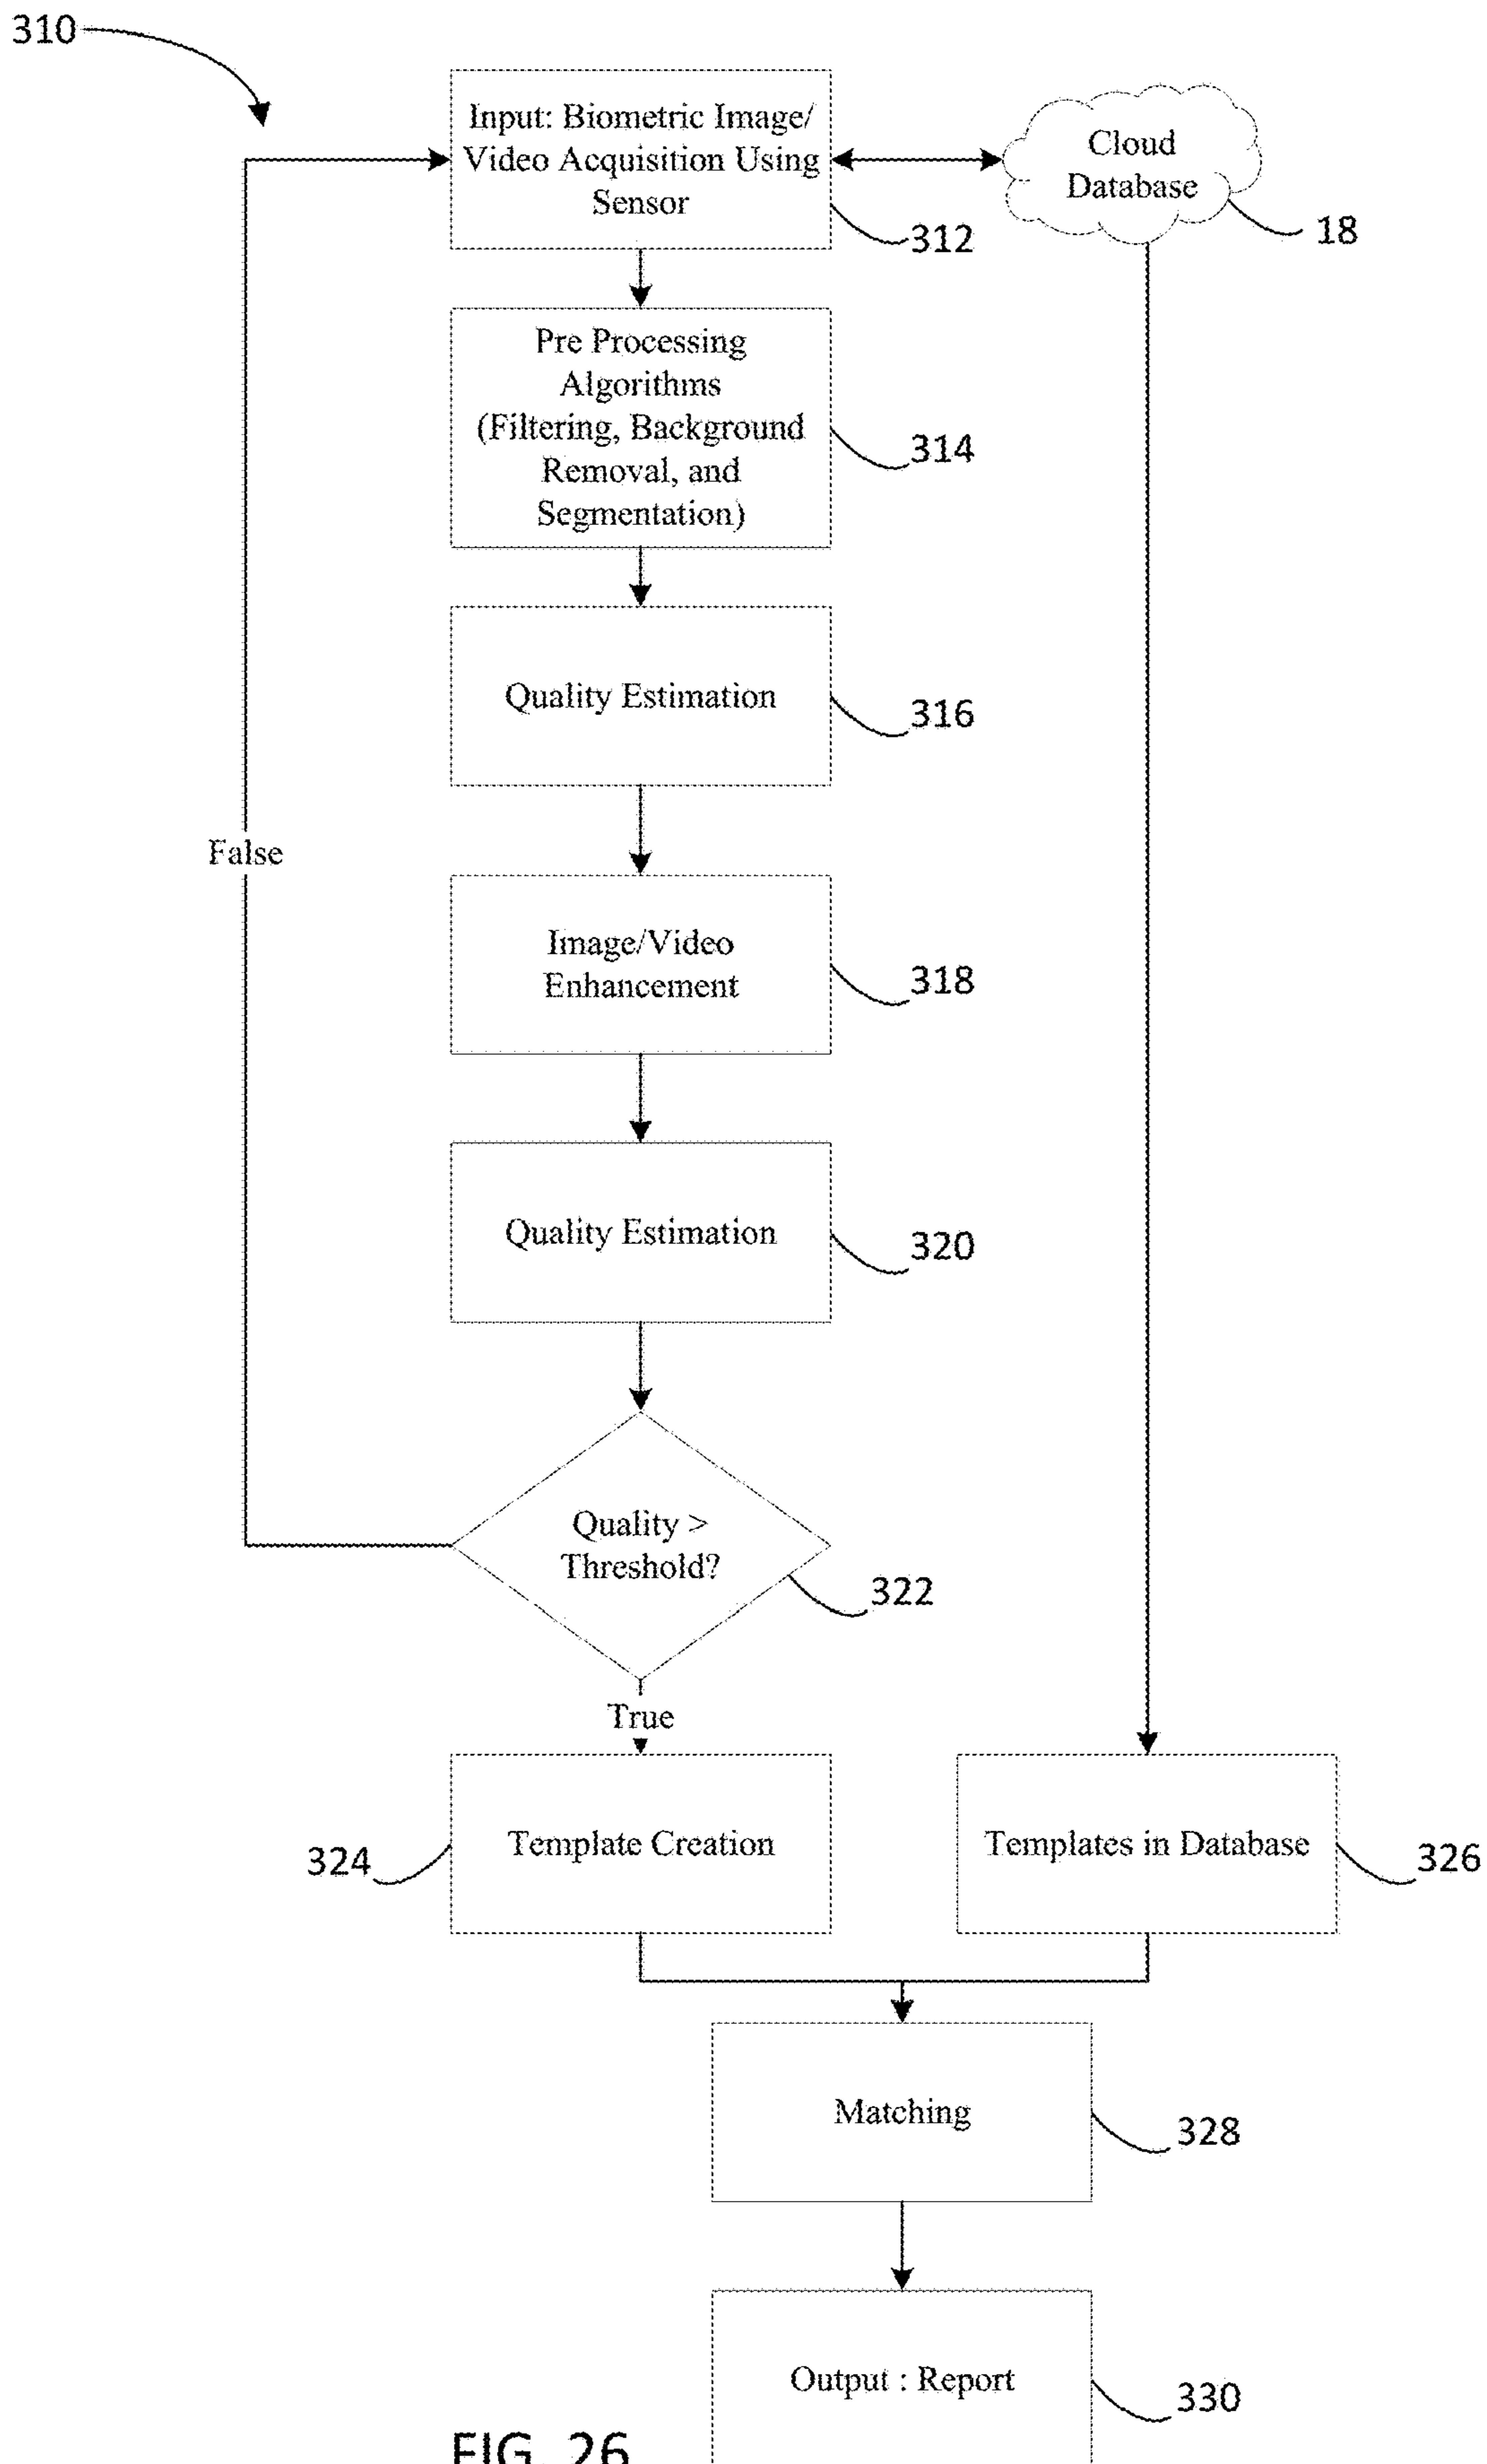 310
Input: Biometric Image/
Video Acquisition Using
Sensor
312
Cloud
Database
18
Pre Processing
Algorithms
(Filtering, Background
Removal, and
Segmentation)
314
Quality Estimation
316
False
Image/Video
Enhancement
318
Quality Estimation
320
Quality >
Threshold?
322
True
Template Creation
324
Templates in Database
326
Matching
328
Output : Report
330
FIG. 26